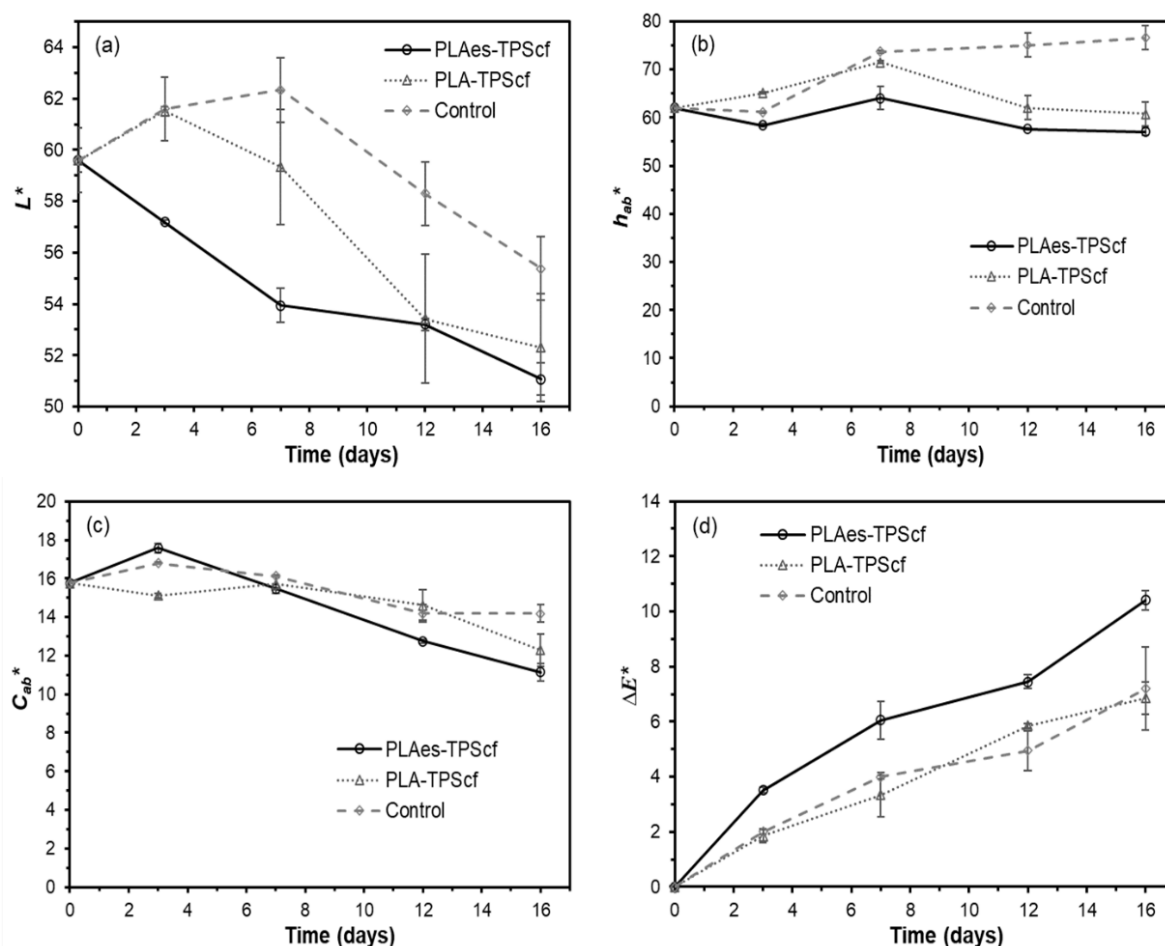 (a)
PLAes-TPScf
PLA-TPScf
Control
64
62
60
58
56
54
52
50
L*
0 2 4 6 8 10 12 14 16
Time (days)
(b)
80
70
60
50
40
30
20
10
0
h_ab*
PLAes-TPScf
PLA-TPScf
Control
0 2 4 6 8 10 12 14 16
Time (days)
(c)
20
18
16
14
12
10
8
6
4
2
0
C_ab*
PLAes-TPScf
PLA-TPScf
Control
0 2 4 6 8 10 12 14 16
Time (days)
(d)
PLAes-TPScf
PLA-TPScf
Control
14
12
10
8
6
4
2
0
ΔE*
0 2 4 6 8 10 12 14 16
Time (days)